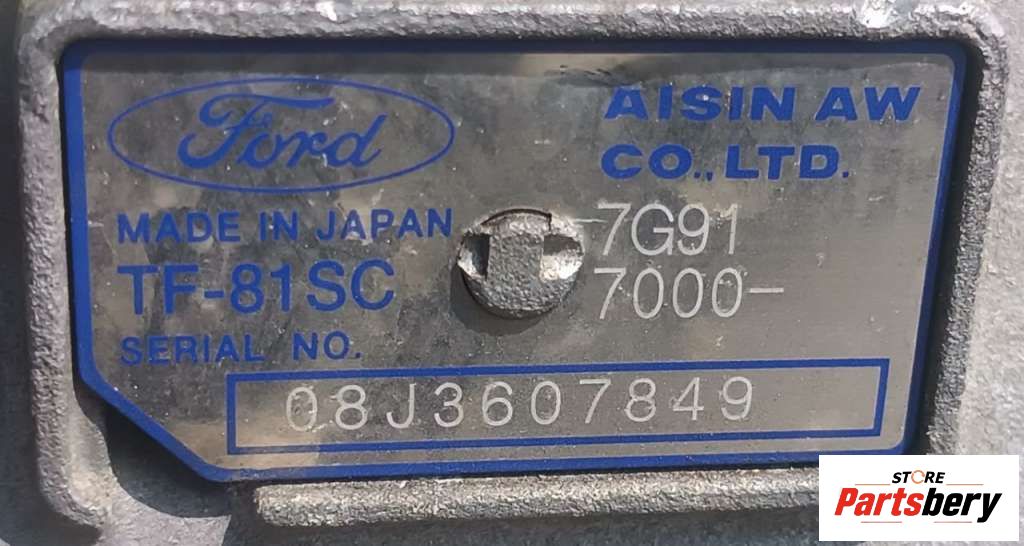 Ford
AISIN AW
CO., LTD.
MADE IN JAPAN
7G91
TF-81SC
7000-
SERIAL NO.
08J3607849
STORE
Partsbery